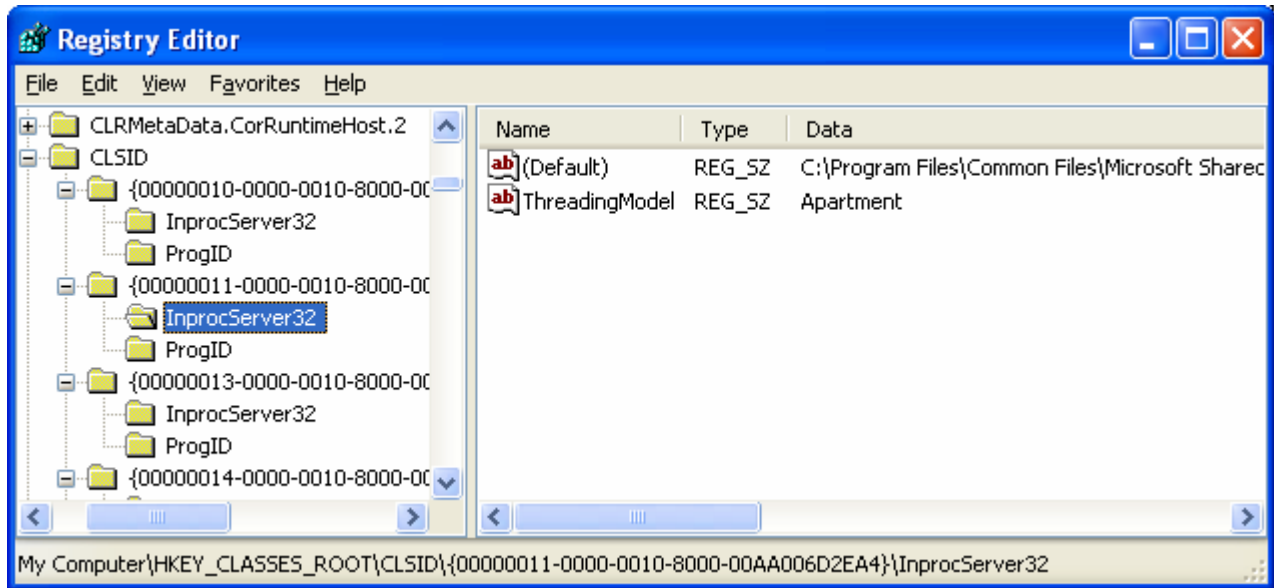 Registry Editor
File Edit View Favorites Help
CLRMetaData.CorRuntimeHost.2
CLSID
{00000010-0000-0010-8000-00
InprocServer32
ProgID
{00000011-0000-0010-8000-00
InprocServer32
ProgID
{00000013-0000-0010-8000-00
InprocServer32
ProgID
{00000014-0000-0010-8000-00
Name Type Data
ab (Default) REG_SZ C:\Program Files\Common Files\Microsoft Sharec
ab ThreadingModel REG_SZ Apartment
My Computer\HKEY_CLASSES_ROOT\CLSID\{00000011-0000-0010-8000-00AA006D2EA4}\InprocServer32